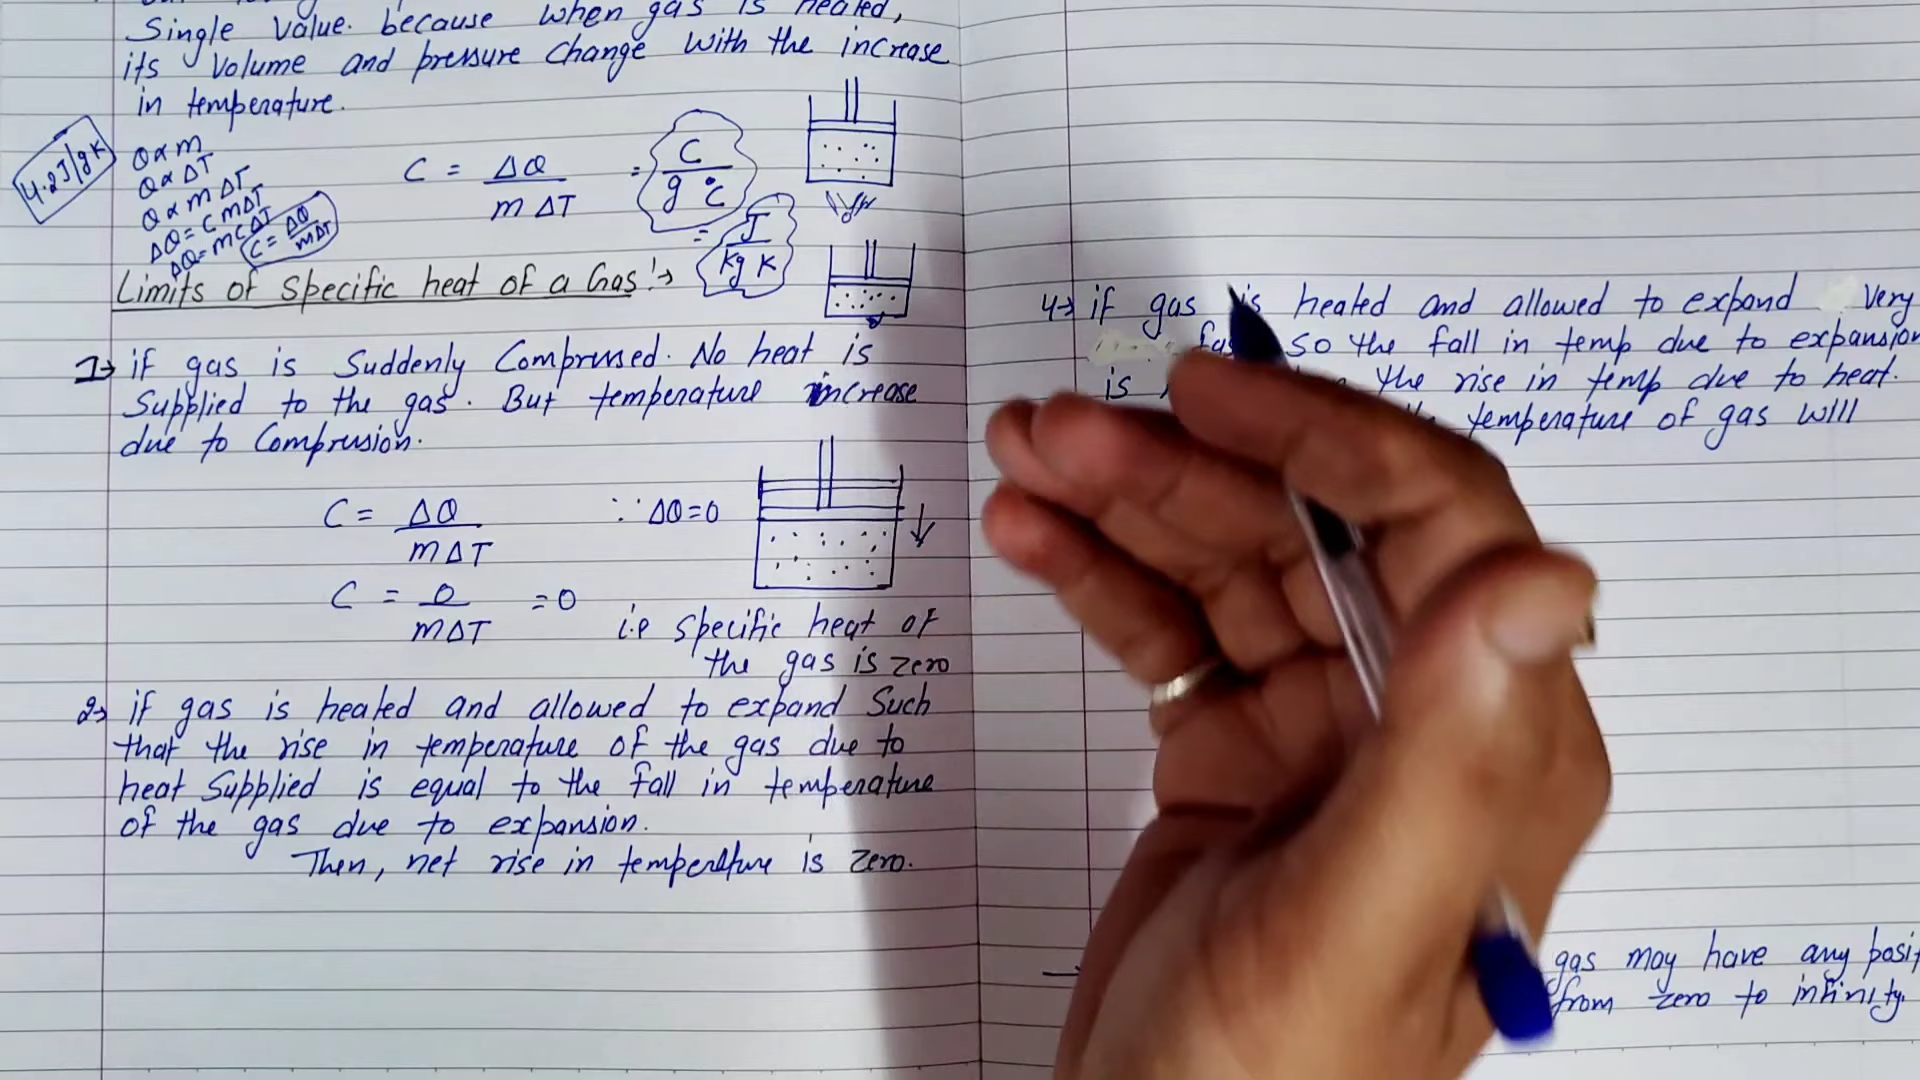 Single value. because when gas is heated,
its volume and pressure change with the increase
in temperature.
4.2J/gK
Q ∝ m
Q ∝ ΔT
Q ∝ m ΔT
ΔQ = C mΔT
ΔQ = mCΔT
C = ΔQ / mΔT
C = ΔQ / m ΔT = C / g °c
= J / kg K
Limits of specific heat of a Gas!→
1→ if gas is Suddenly Compressed. No heat is
Supplied to the gas. But temperature increase
due to Compression.
C = ΔQ / mΔT ∵ ΔQ=0
C = 0 / mΔT = 0
i.e specific heat of
the gas is zero
2→ if gas is heated and allowed to expand Such
that the rise in temperature of the gas due to
heat Supplied is equal to the fall in temperature
of the gas due to expansion.
Then, net rise in temperature is zero.
4→ if gas is heated and allowed to expand Very
so the fall in temp due to expansion
is the rise in temp due to heat.
temperature of gas will
gas may have any
from zero to infinity.